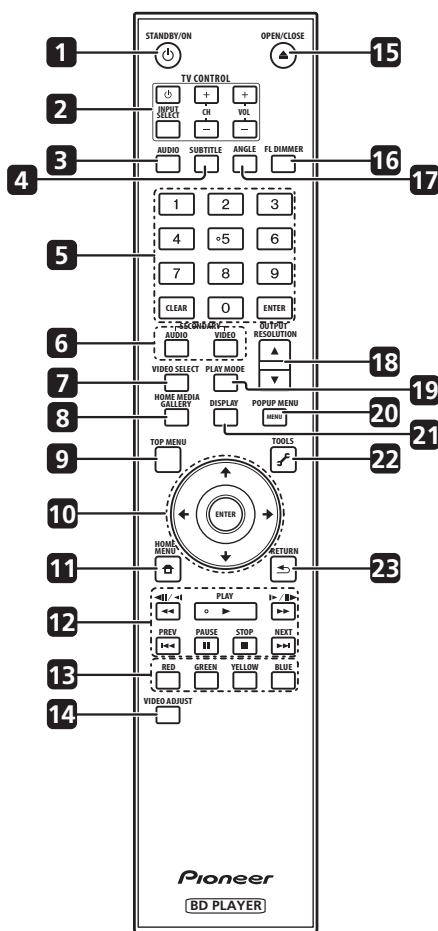 STANDBY/ON OPEN/CLOSE
1 15
TV CONTROL
2 + +
INPUT SELECT CH VOL
– –
3 AUDIO SUBTITLE ANGLE FL DIMMER 16
4 17
1 2 3
4 5 6
5
7 8 9
CLEAR 0 ENTER
SECONDARY OUTPUT
6 AUDIO VIDEO RESOLUTION
18
7 VIDEO SELECT PLAY MODE 19
8 HOME MEDIA GALLERY DISPLAY POPUP MENU 20
MENU
21
9 TOP MENU TOOLS 22
10 ENTER
11 HOME MENU RETURN 23
12 PLAY
PREV PAUSE STOP NEXT
13 RED GREEN YELLOW BLUE
14 VIDEO ADJUST
Pioneer
BD PLAYER